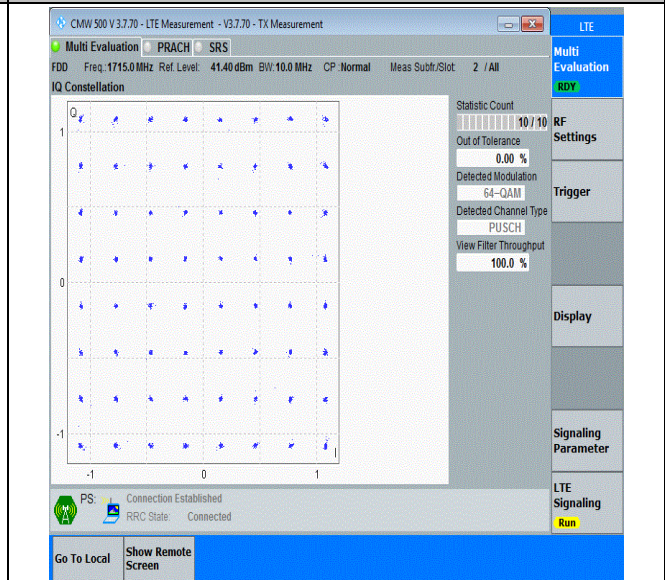 CMW 500 V 3.7.70 - LTE Measurement - V3.7.70 - TX Measurement
LTE
Multi Evaluation PRACH SRS
FDD Freq.:1715.0 MHz Ref. Level: 41.40 dBm BW:10.0 MHz CP :Normal Meas Subfr./Slot: 2 / All
IQ Constellation
Q
I
1
0
-1
-1 0 1
Statistic Count
10 / 10
Out of Tolerance
0.00 %
Detected Modulation
64-QAM
Detected Channel Type
PUSCH
View Filter Throughput
100.0 %
Multi
Evaluation
RDY
RF
Settings
Trigger
Display
Signaling
Parameter
LTE
Signaling
Run
PS: Connection Established
RRC State: Connected
Go To Local
Show Remote
Screen